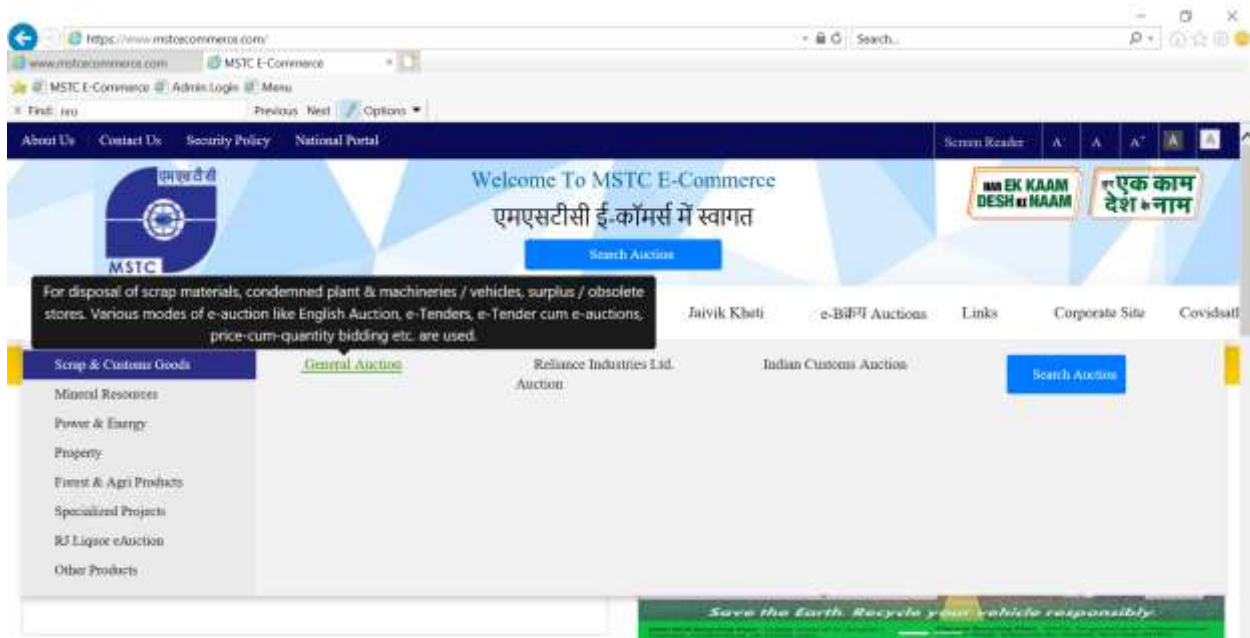 https://www.mstcecommerce.com/
Search...
www.mstcecommerce.com
MSTC E-Commerce
MSTC E-Commerce
Admin Login
Menu
Find:
Previous Next
Options
About Us
Contact Us
Security Policy
National Portal
Screen Reader
A-
A
A+
A
A
एमएसटीसी
MSTC
Welcome To MSTC E-Commerce
एमएसटीसी ई-कॉमर्स में स्वागत
Search Auction
EK KAAM
DESH KE NAAM
एक काम
देश के नाम
For disposal of scrap materials, condemned plant & machineries / vehicles, surplus / obsolete
stores. Various modes of e-auction like English Auction, e-Tenders, e-Tender cum e-auctions,
price-cum-quantity bidding etc. are used.
Jaivik Kheti
Auctions
Links
Corporate Site
Scrap & Customs Goods
General Auction
Reliance Industries Ltd.
Auction
Indian Customs Auction
Search Auction
Mineral Resources
Power & Energy
Property
Forest & Agri Products
Specialized Projects
RJ Liquor eAuction
Other Products
Save the Earth. Recycle your vehicle responsibly